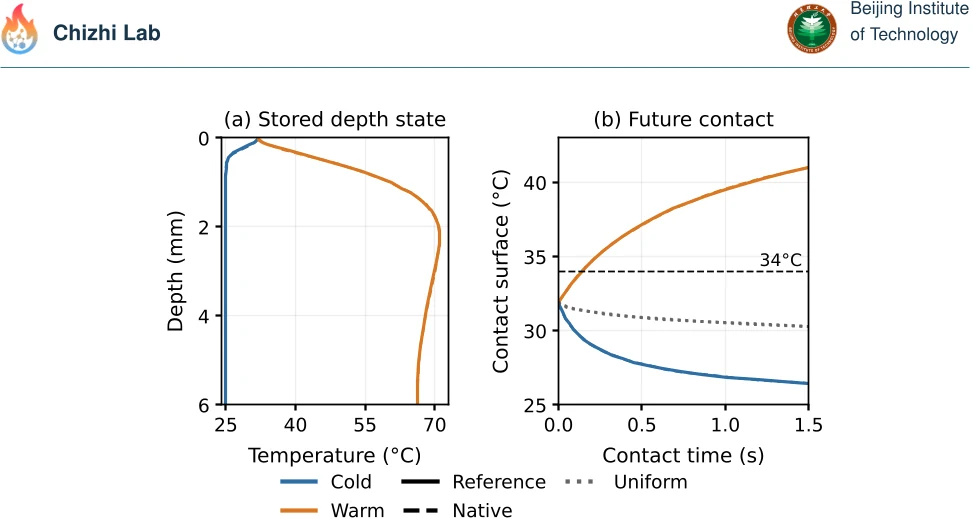 Chizhi Lab
Beijing Institute
of Technology
(a) Stored depth state
0
2
4
6
Depth (mm)
25 40 55 70
Temperature (°C)
(b) Future contact
40
35
30
25
Contact surface (°C)
34°C
0.0 0.5 1.0 1.5
Contact time (s)
Cold Reference Uniform
Warm Native